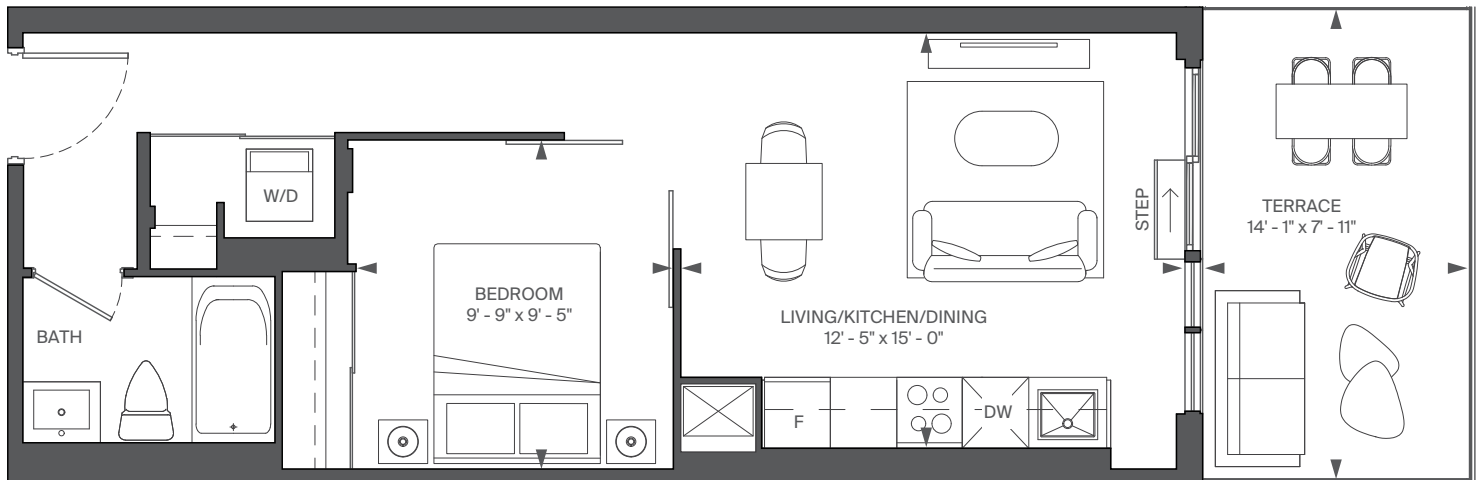 W/D
BATH
BEDROOM
9' - 9" x 9' - 5"
LIVING/KITCHEN/DINING
12' - 5" x 15' - 0"
F
DW
STEP
TERRACE
14' - 1" x 7' - 11"